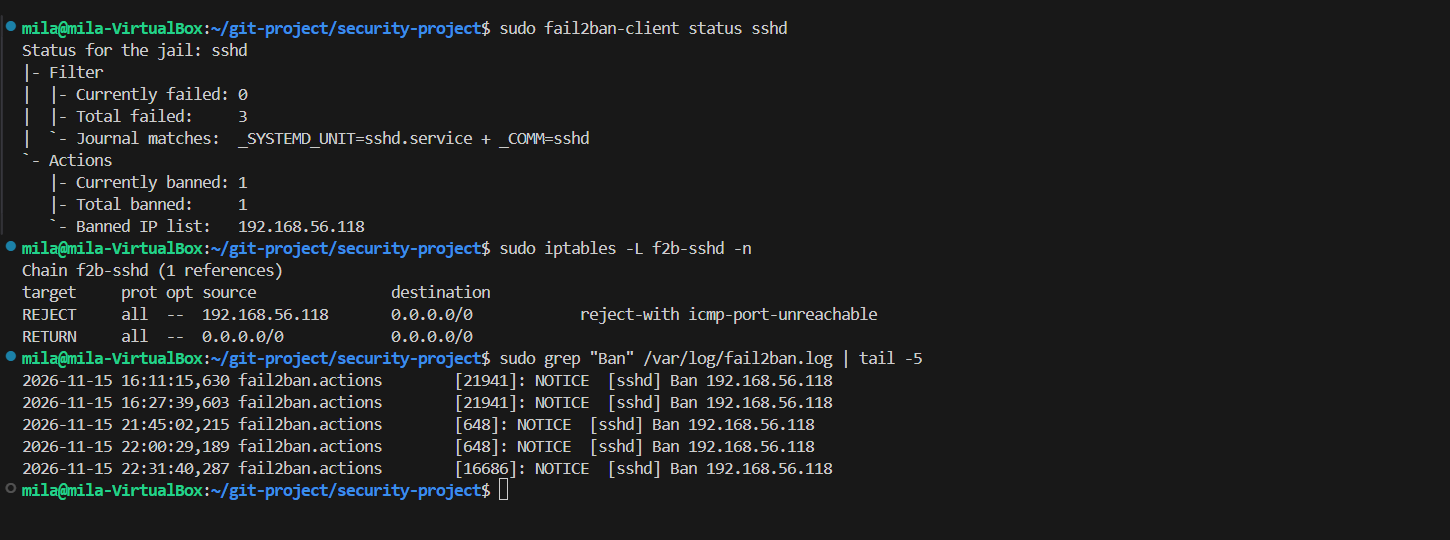 mila@mila-VirtualBox:~/git-project/security-project$ sudo fail2ban-client status sshd
Status for the jail: sshd
|- Filter
|  |- Currently failed: 0
|  |- Total failed:     3
|  `- Journal matches:  _SYSTEMD_UNIT=sshd.service + _COMM=sshd
`- Actions
   |- Currently banned: 1
   |- Total banned:     1
   `- Banned IP list:   192.168.56.118
mila@mila-VirtualBox:~/git-project/security-project$ sudo iptables -L f2b-sshd -n
Chain f2b-sshd (1 references)
target     prot opt source               destination
REJECT     all  --  192.168.56.118       0.0.0.0/0            reject-with icmp-port-unreachable
RETURN     all  --  0.0.0.0/0            0.0.0.0/0
mila@mila-VirtualBox:~/git-project/security-project$ sudo grep "Ban" /var/log/fail2ban.log | tail -5
2026-11-15 16:11:15,630 fail2ban.actions        [21941]: NOTICE  [sshd] Ban 192.168.56.118
2026-11-15 16:27:39,603 fail2ban.actions        [21941]: NOTICE  [sshd] Ban 192.168.56.118
2026-11-15 21:45:02,215 fail2ban.actions        [648]: NOTICE  [sshd] Ban 192.168.56.118
2026-11-15 22:00:29,189 fail2ban.actions        [648]: NOTICE  [sshd] Ban 192.168.56.118
2026-11-15 22:31:40,287 fail2ban.actions        [16686]: NOTICE  [sshd] Ban 192.168.56.118
mila@mila-VirtualBox:~/git-project/security-project$